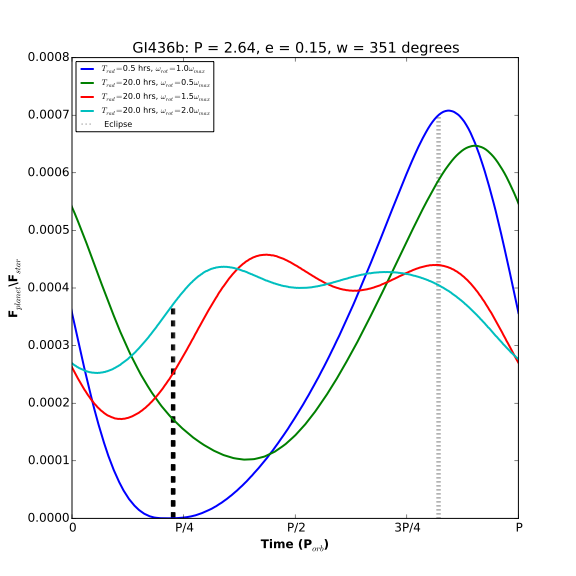 GI436b: P = 2.64, e = 0.15, w = 351 degrees
0.0008
0.0007
0.0006
0.0005
0.0004
0.0003
0.0002
0.0001
0.0000
F_planet\F_star
T_rad=0.5 hrs, ω_rot=1.0ω_max
T_rad=20.0 hrs, ω_rot=0.5ω_max
T_rad=20.0 hrs, ω_rot=1.5ω_max
T_rad=20.0 hrs, ω_rot=2.0ω_max
Eclipse
0 P/4 P/2 3P/4 P
Time (P_orb)